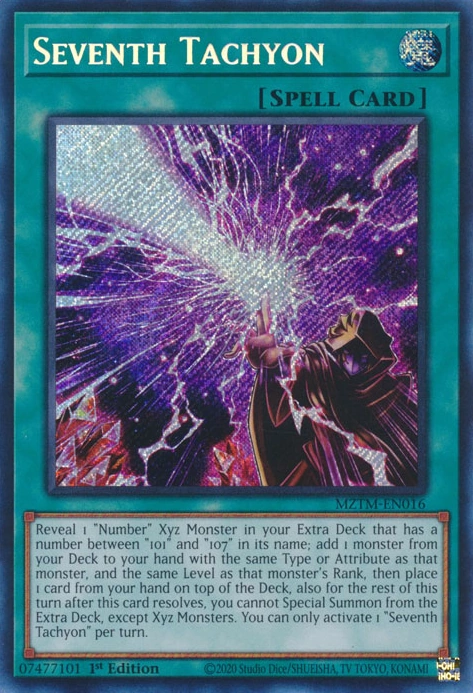 SEVENTH TACHYON
[SPELL CARD]
MZTM-EN016
Reveal 1 "Number" Xyz Monster in your Extra Deck that has a
number between "101" and "107" in its name; add 1 monster from
your Deck to your hand with the same Type or Attribute as that
monster, and the same Level as that monster's Rank, then place
1 card from your hand on top of the Deck, also for the rest of this
turn after this card resolves, you cannot Special Summon from the
Extra Deck, except Xyz Monsters. You can only activate 1 "Seventh
Tachyon" per turn.
07477101 1st Edition ©2020 Studio Dice/SHUEISHA, TV TOKYO, KONAMI